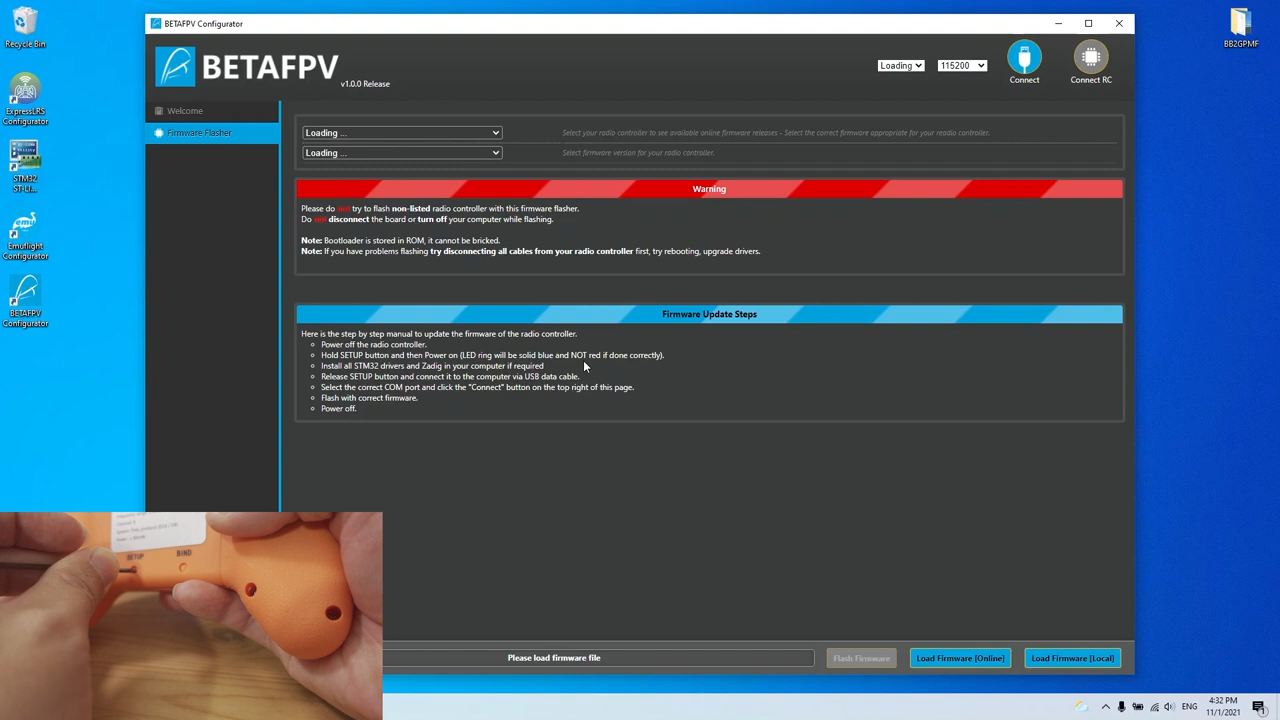 BETAFPV Configurator
Recycle Bin
BB2GPMF
BETAFPV
v1.0.0 Release
Loading
115200
Connect
Connect RC
ExpressLRS
Configurator
Welcome
Firmware Flasher
Loading ...
Select your radio controller to see available online firmware releases - Select the correct firmware appropriate for your readio controller.
Loading ...
Select firmware version for your radio controller.
STM32
ST-LI...
Warning
Please do not try to flash non-listed radio controller with this firmware flasher.
Do not disconnect the board or turn off your computer while flashing.
Note: Bootloader is stored in ROM, it cannot be bricked.
Note: If you have problems flashing try disconnecting all cables from your radio controller first, try rebooting, upgrade drivers.
Emuflight
Configurator
BETAFPV
Configurator
Firmware Update Steps
Here is the step by step manual to update the firmware of the radio controller.
Power off the radio controller.
Hold SETUP button and then Power on (LED ring will be solid blue and NOT red if done correctly).
Install all STM32 drivers and Zadig in your computer if required
Release SETUP button and connect it to the computer via USB data cable.
Select the correct COM port and click the "Connect" button on the top right of this page.
Flash with correct firmware.
Power off.
SETUP
BIND
Please load firmware file
Flash Firmware
Load Firmware [Online]
Load Firmware [Local]
ENG
4:32 PM
11/1/2021